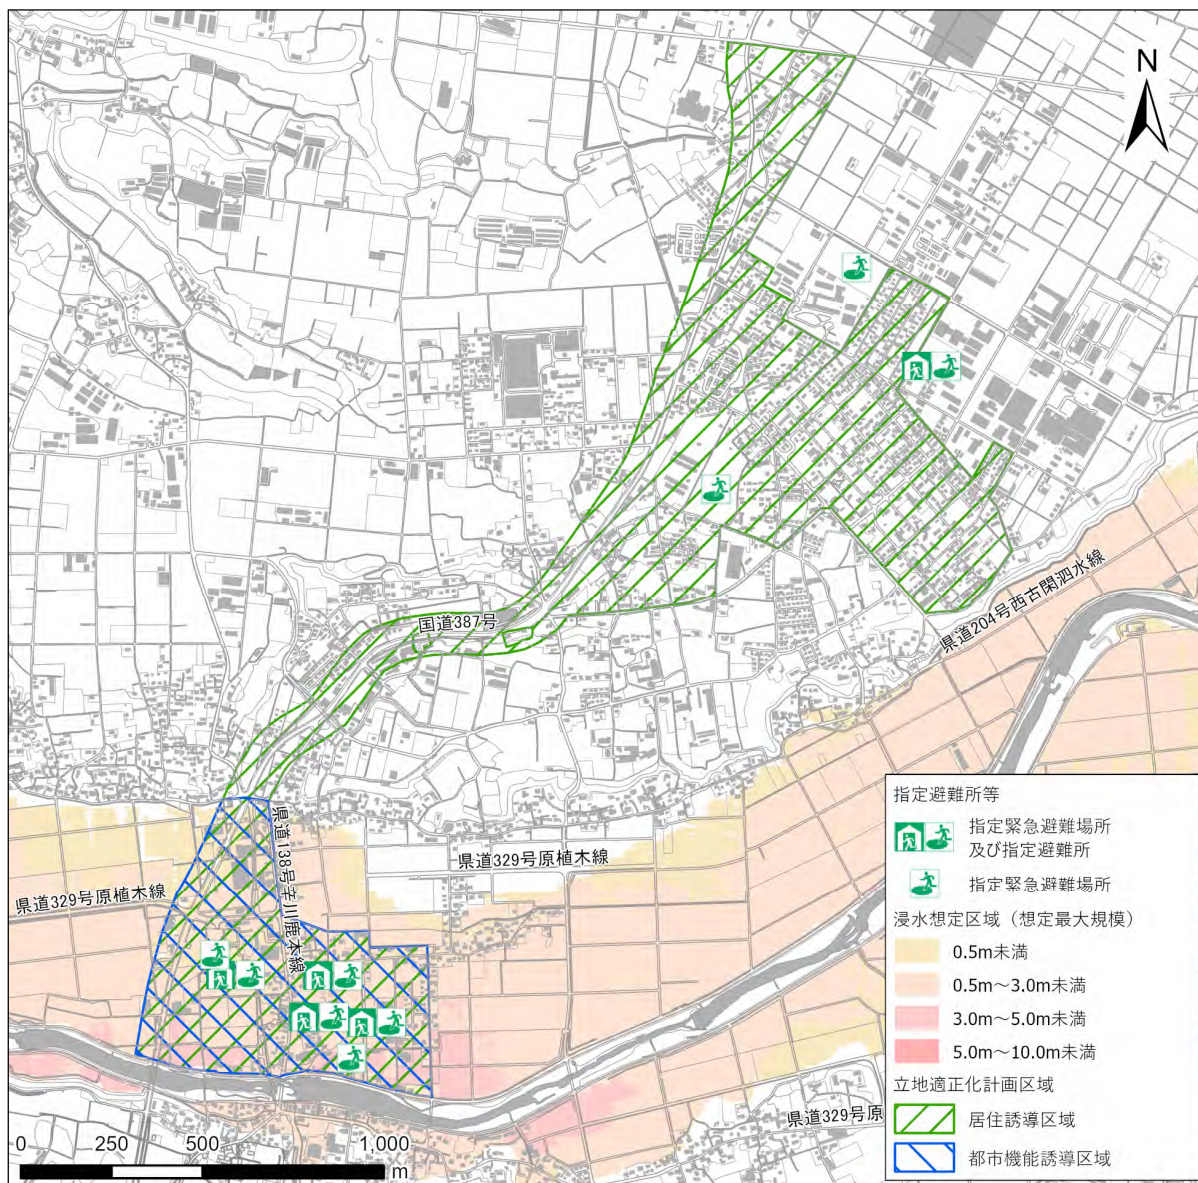 N
国道387号
県道204号西古閑泗水線
県道138号辛川鹿本線
県道329号原植木線
県道329号原植木線
県道329号原
指定避難所等
指定緊急避難場所
及び指定避難所
指定緊急避難場所
浸水想定区域（想定最大規模）
0.5m未満
0.5m～3.0m未満
3.0m～5.0m未満
5.0m～10.0m未満
立地適正化計画区域
居住誘導区域
都市機能誘導区域
0 250 500 1,000
m